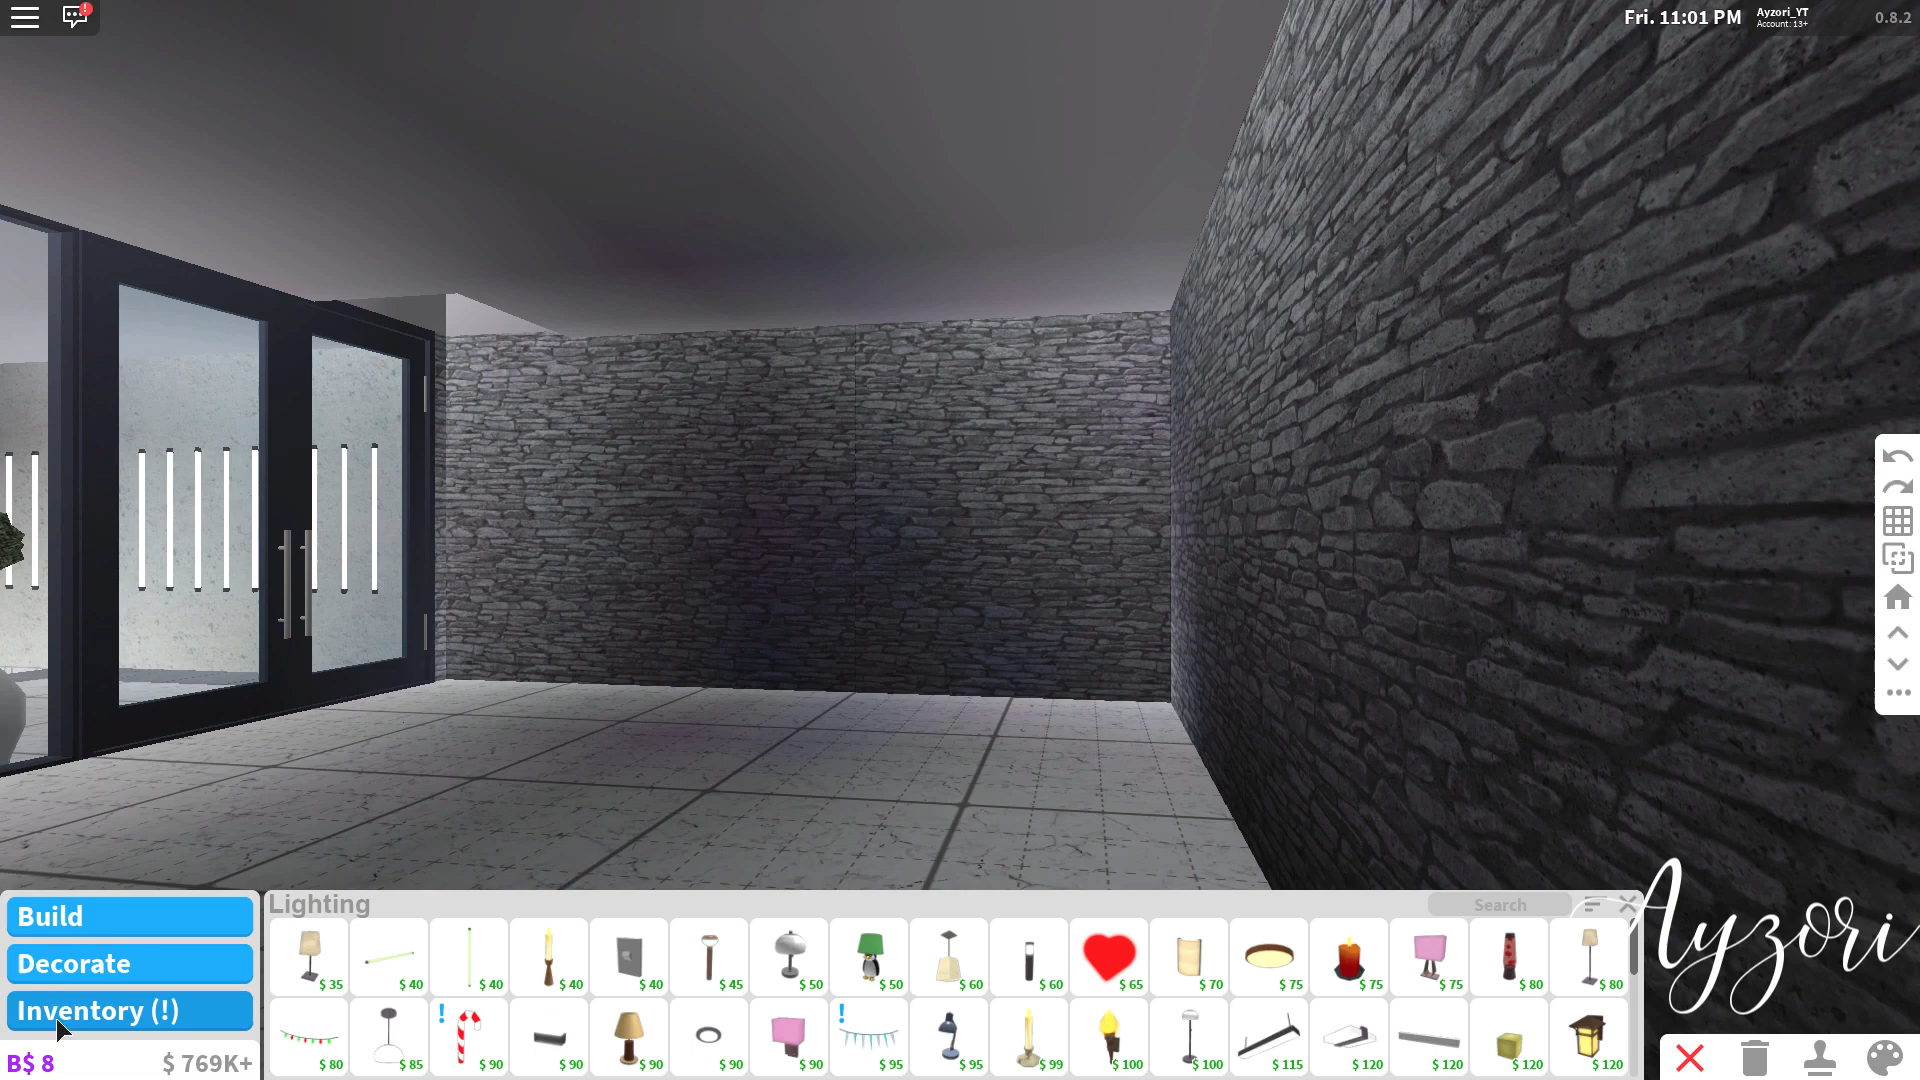 Fri. 11:01 PM
Ayzori_YT
Account: 13+
0.8.2
Build
Decorate
Inventory (!)
B$ 8
$ 769K+
Lighting
Search
$ 35 $ 40 $ 40 $ 40 $ 40 $ 45 $ 50 $ 50 $ 60 $ 60 $ 65 $ 70 $ 75 $ 75 $ 75 $ 80 $ 80
! !
$ 80 $ 85 $ 90 $ 90 $ 90 $ 90 $ 90 $ 95 $ 95 $ 99 $ 100 $ 100 $ 115 $ 120 $ 120 $ 120 $ 120
Ayzori